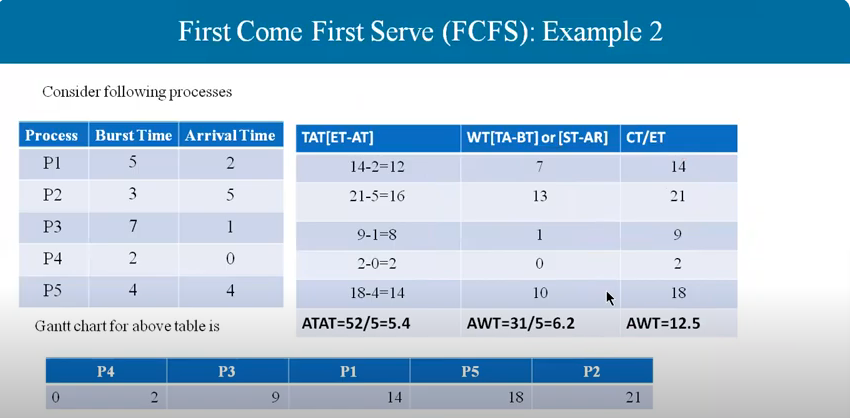 First Come First Serve (FCFS): Example 2
Consider following processes
Process Burst Time Arrival Time
P1 5 2
P2 3 5
P3 7 1
P4 2 0
P5 4 4
TAT[ET-AT] WT[TA-BT] or [ST-AR] CT/ET
14-2=12 7 14
21-5=16 13 21
9-1=8 1 9
2-0=2 0 2
18-4=14 10 18
ATAT=52/5=5.4 AWT=31/5=6.2 AWT=12.5
Gantt chart for above table is
P4 P3 P1 P5 P2
0 2 9 14 18 21